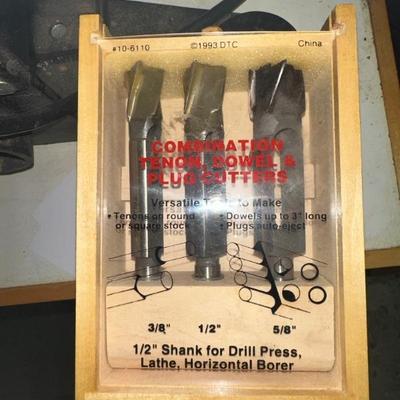 #10-6110 ©1993 DTC China
COMBINATION
TENON, DOWEL &
PLUG CUTTERS
Versatile to Make
• Tenons on round • Dowels up to 3" long
or square stock • Plugs auto-eject
3/8" 1/2" 5/8"
1/2" Shank for Drill Press,
Lathe, Horizontal Borer